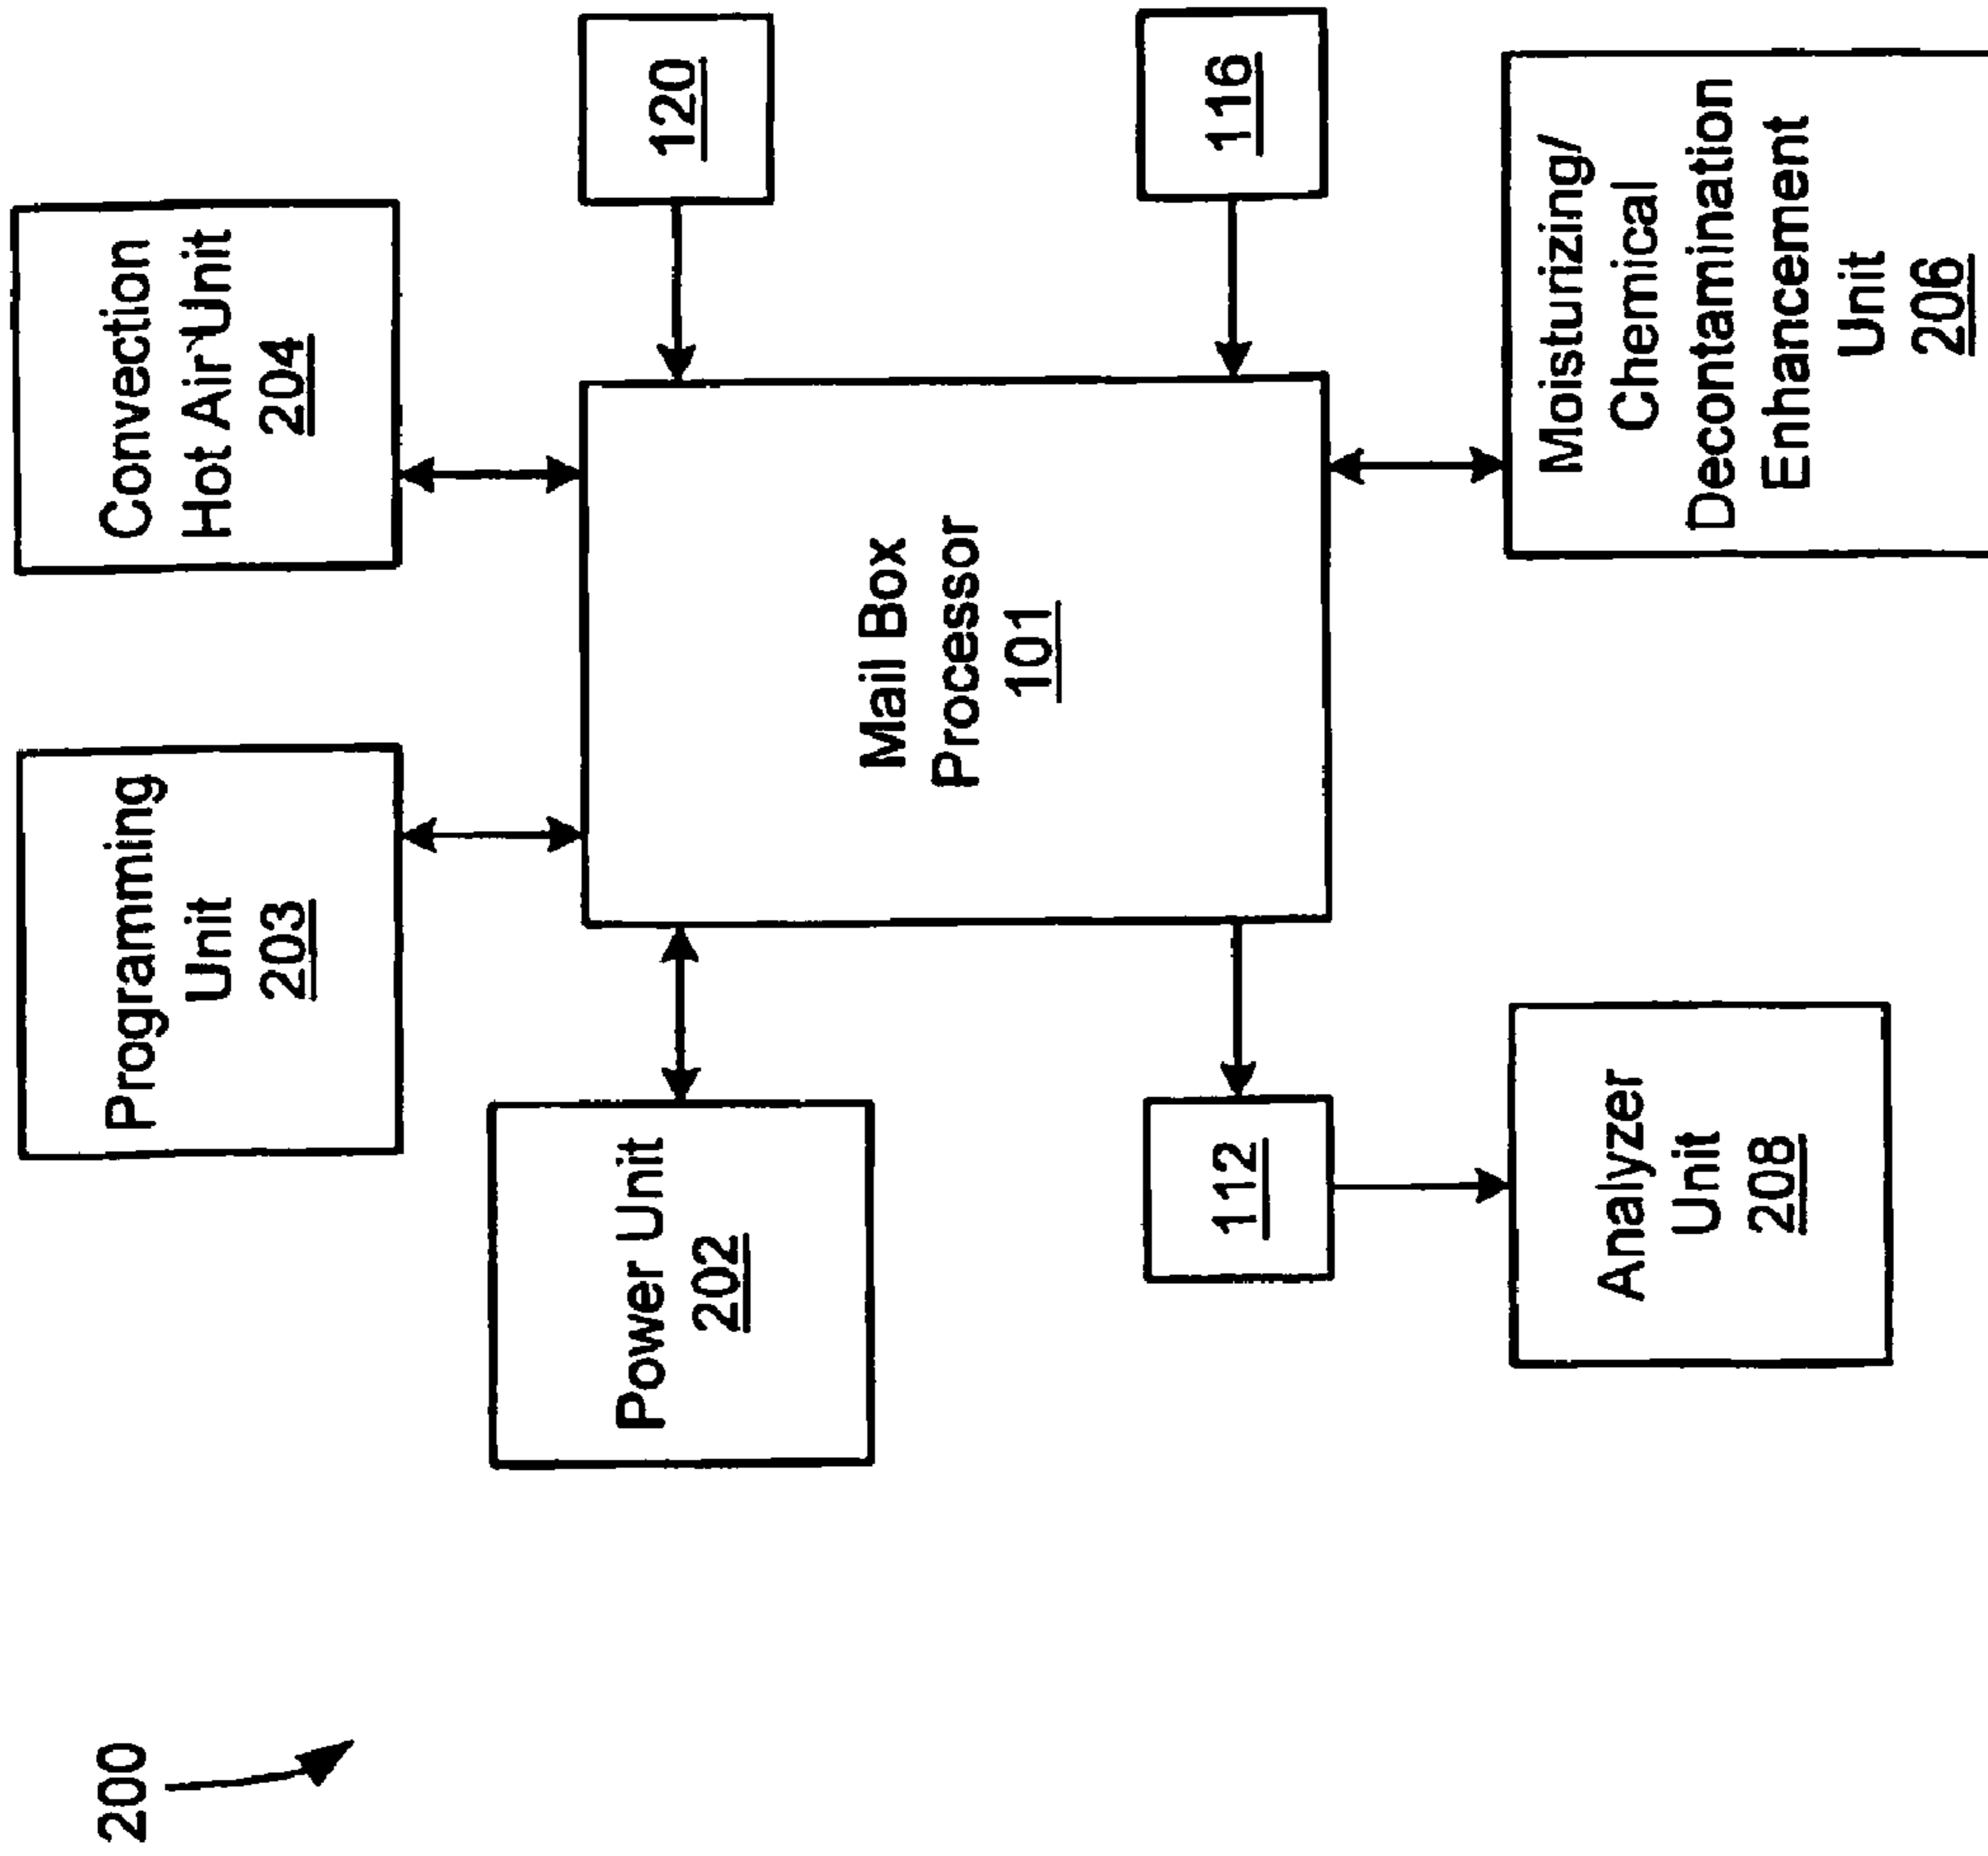 200
Programming
Unit
203
Convection
Hot Air Unit
204
Power Unit
202
Mail Box
Processor
101
120
112
116
Analyzer
Unit
208
Moisturizing/
Chemical
Decontamination
Enhancement
Unit
206